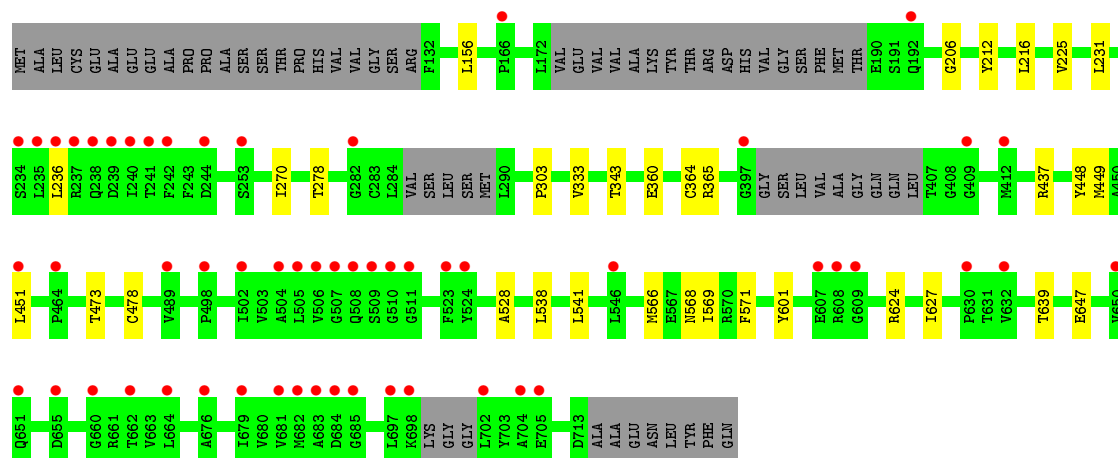 MET ALA LEU CYS GLU ALA GLU GLU ALA PRO PRO ALA SER SER THR PRO HIS VAL VAL GLY SER ARG F132 L156 P166 L172 VAL GLU VAL VAL ALA LYS TYR THR ARG ASP HIS VAL GLY SER PHE MET THR E190 S191 Q192 G206 Y212 L216 V225 L231
S234 L235 L236 R237 Q238 D239 I240 T241 F242 F243 D244 S253 I270 T278 G282 C283 L284 VAL SER LEU SER MET L290 P303 V333 T343 E360 C364 R365 G397 GLY SER LEU VAL ALA GLY GLN GLN LEU T407 G408 G409 M412 R437 Y448 M449 A450
L451 P464 T473 C478 V489 P498 I502 V503 A504 L505 V506 G507 Q508 S509 G510 G511 F523 Y524 A528 L538 L541 L546 M566 E567 N568 I569 R570 F571 Y601 E607 R608 G609 R624 I627 P630 T631 V632 T639 E647 V650
Q651 D655 G660 R661 T662 V663 L664 A676 I679 V680 V681 M682 A683 D684 G685 L697 K698 LYS GLY GLY L702 Y703 A704 E705 D713 ALA ALA GLU ASN LEU TYR PHE GLN